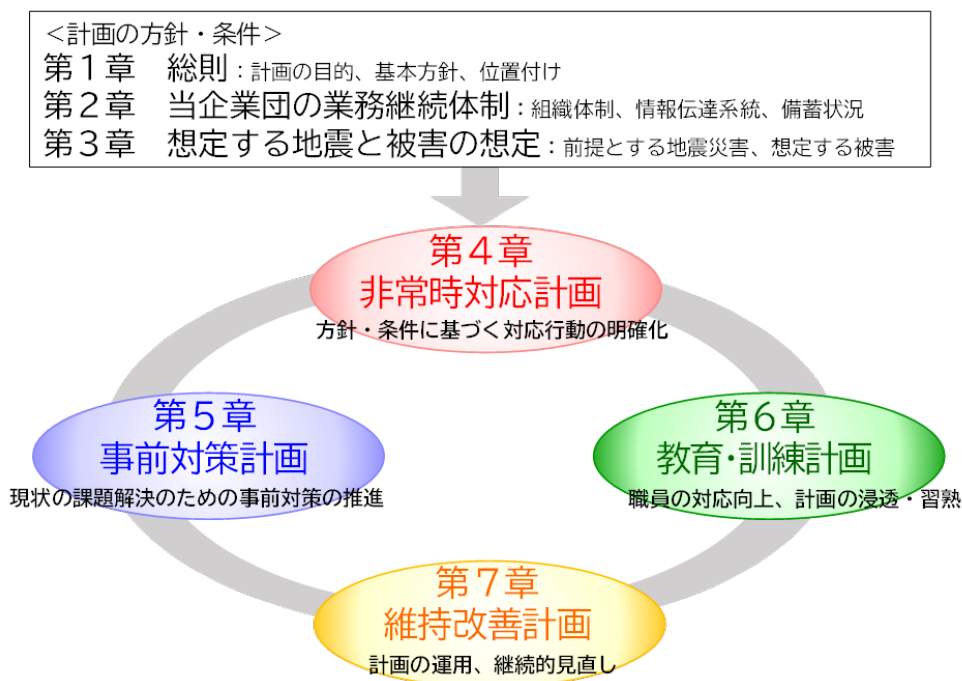 ＜計画の方針・条件＞
第１章　総則：計画の目的、基本方針、位置付け
第２章　当企業団の業務継続体制：組織体制、情報伝達系統、備蓄状況
第３章　想定する地震と被害の想定：前提とする地震災害、想定する被害
第４章
非常時対応計画
方針・条件に基づく対応行動の明確化
第５章
事前対策計画
現状の課題解決のための事前対策の推進
第６章
教育・訓練計画
職員の対応向上、計画の浸透・習熟
第７章
維持改善計画
計画の運用、継続的見直し